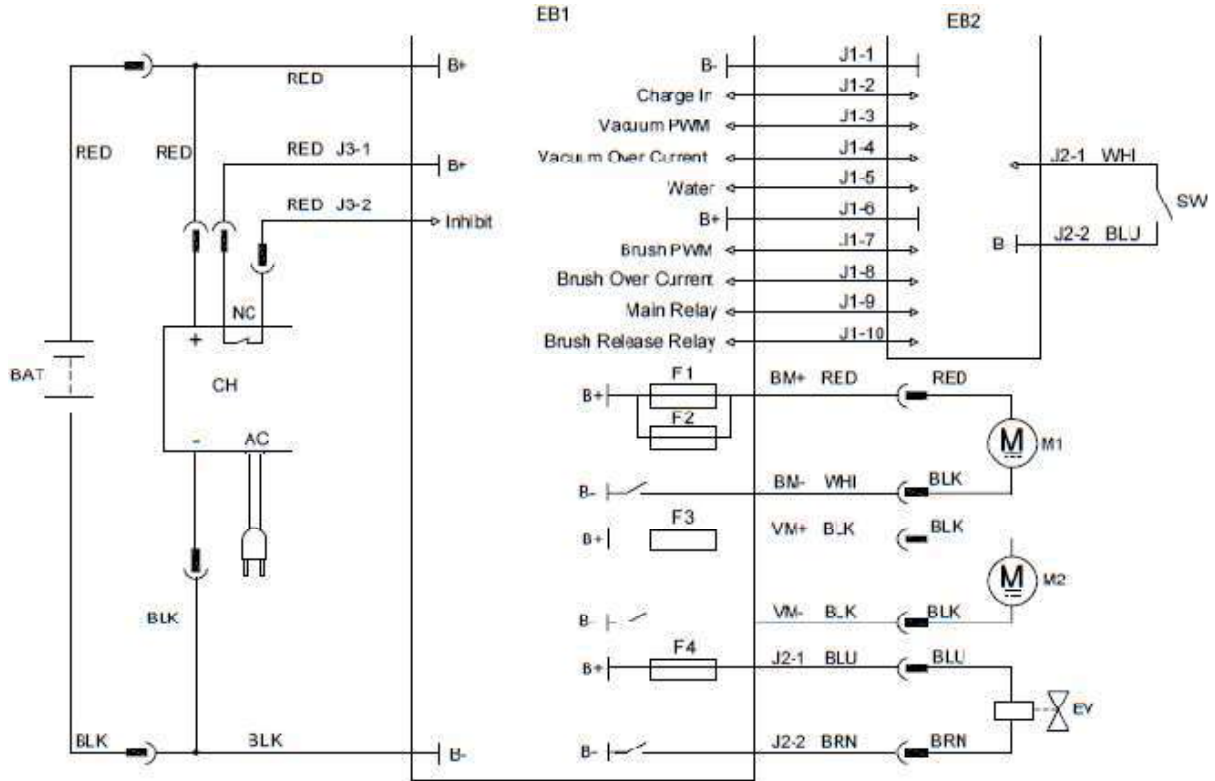 EB1
EB2
RED
B+
B-
J1-1
Charge In
J1-2
Vacuum PWM
J1-3
RED
RED
RED J3-1
B+
Vacuum Over Current
J1-4
J2-1 WHI
Water
J1-5
SW
RED J3-2
Inhibit
B+
J1-6
Brush PWM
J1-7
B
J2-2 BLU
Brush Over Current
J1-8
NC
Main Relay
J1-9
+
Brush Release Relay
J1-10
BAT
CH
B+
F1
BM+ RED
RED
F2
-
AC
M
M1
B-
BM- WHI
BLK
F3
B+
VM+ BLK
BLK
M
M2
BLK
B-
VM- BLK
BLK
F4
B+
J2-1 BLU
BLU
EV
BLK
BLK
B-
B-
J2-2 BRN
BRN